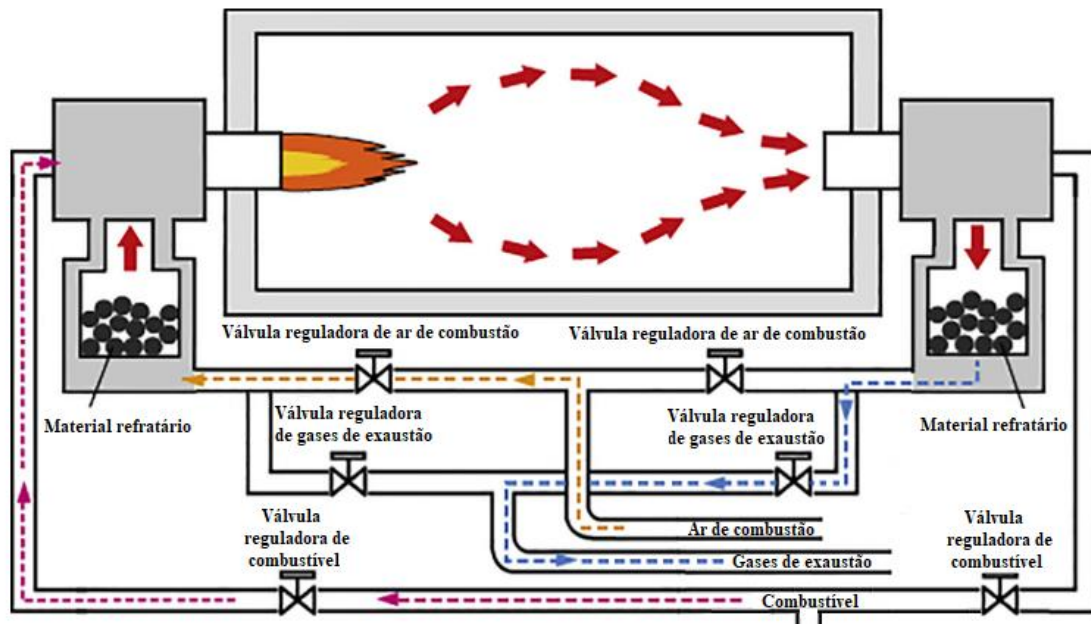 Válvula reguladora de ar de combustão
Válvula reguladora de ar de combustão
Material refratário
Válvula reguladora
de gases de exaustão
Válvula reguladora
de gases de exaustão
Material refratário
Válvula
reguladora de
combustível
Ar de combustão
Gases de exaustão
Válvula
reguladora de
combustível
Combustível